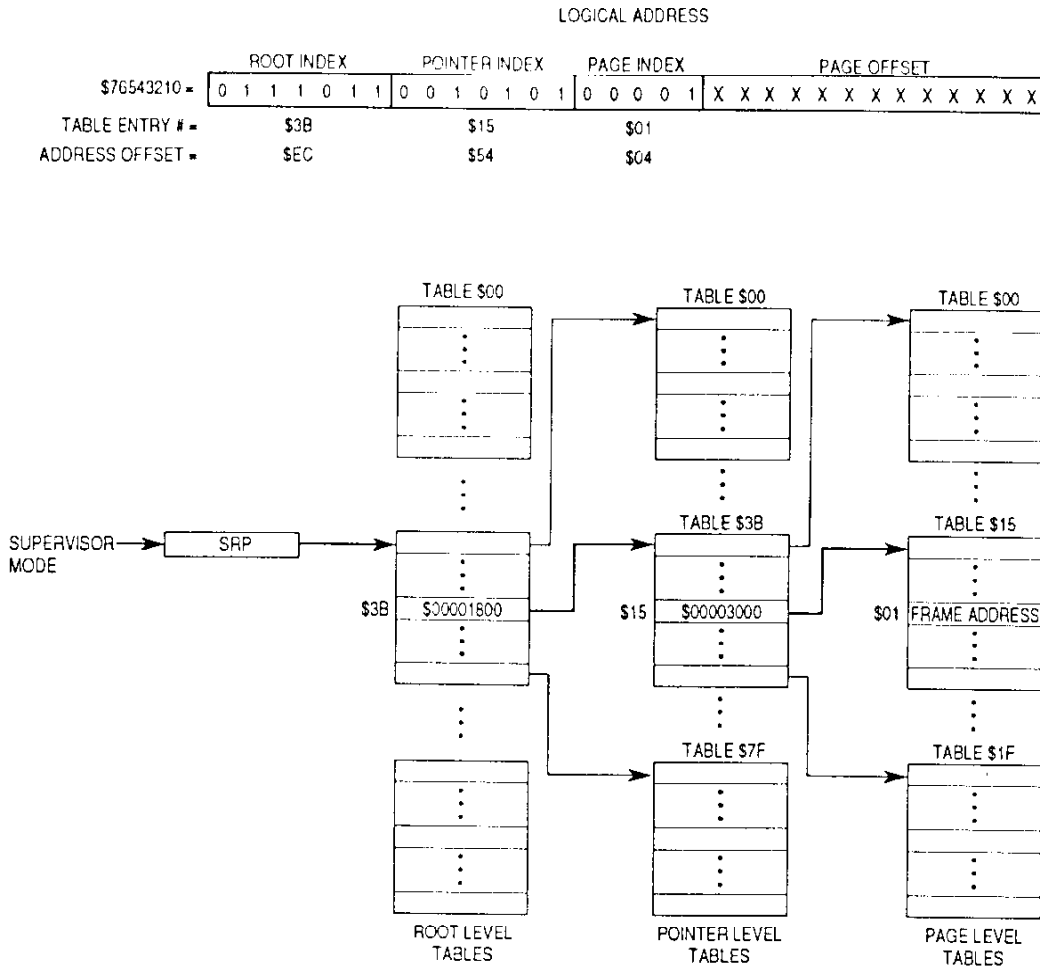 LOGICAL ADDRESS
ROOT INDEX POINTER INDEX PAGE INDEX PAGE OFFSET
$76543210 = 0 1 1 1 0 1 1 0 0 1 0 1 0 1 0 0 0 0 1 X X X X X X X X X X X X X
TABLE ENTRY # = $3B $15 $01
ADDRESS OFFSET = $EC $54 $04
TABLE $00 TABLE $00 TABLE $00
TABLE $3B TABLE $15
SUPERVISOR MODE
SRP
$3B $00001800 $15 $00003000 $01 FRAME ADDRESS
TABLE $7F TABLE $1F
ROOT LEVEL TABLES
POINTER LEVEL TABLES
PAGE LEVEL TABLES